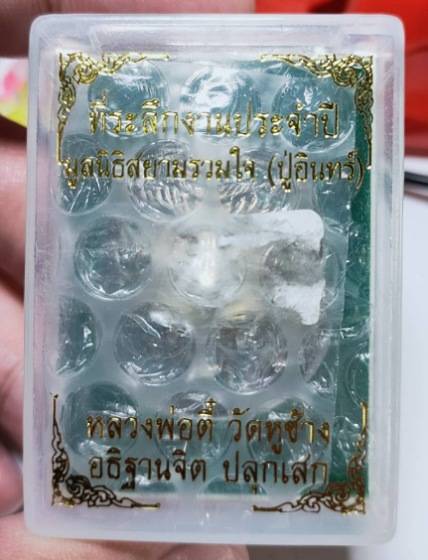 ที่ระลึกงานประจำปี
มูลนิธิสยามรวมใจ (ปู่อินทร์)
หลวงพ่อตี๋ วัดหูช้าง
อธิฐานจิต ปลุกเสก